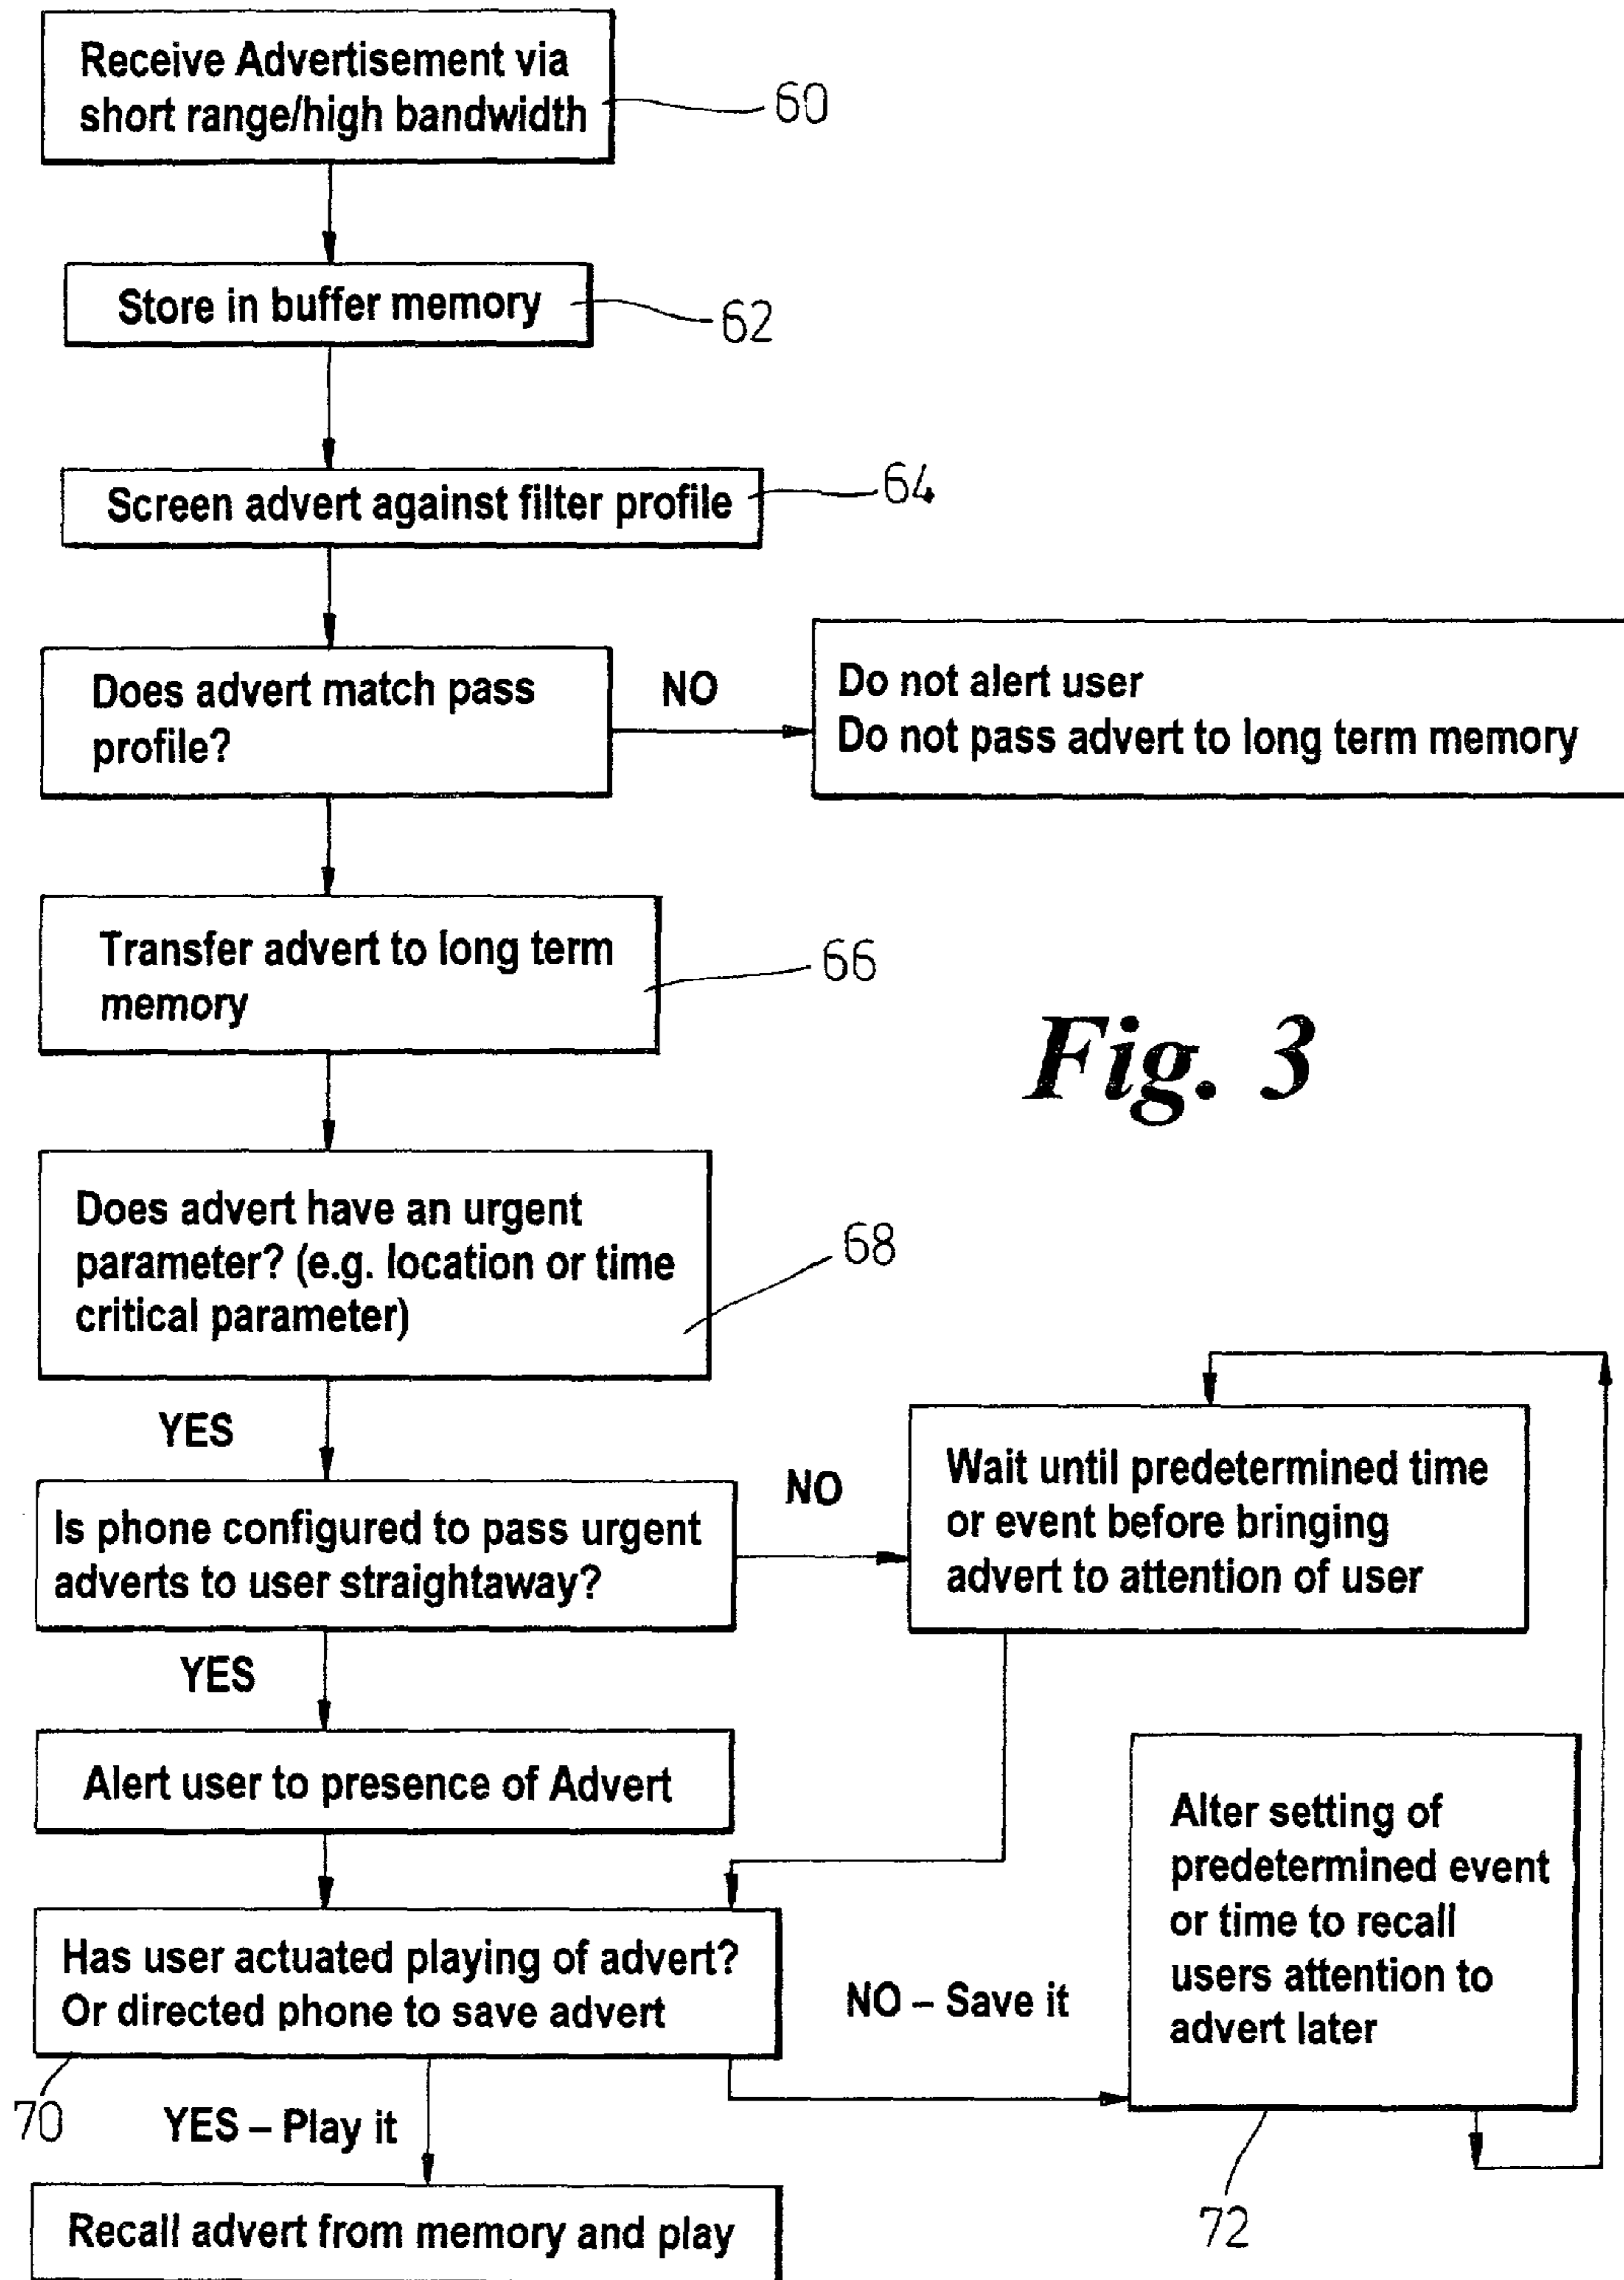 Receive Advertisement via
short range/high bandwidth
60
Store in buffer memory
62
Screen advert against filter profile
64
Does advert match pass
profile?
NO
Do not alert user
Do not pass advert to long term memory
Transfer advert to long term
memory
66
Fig. 3
Does advert have an urgent
parameter? (e.g. location or time
critical parameter)
68
YES
Is phone configured to pass urgent
adverts to user straightaway?
NO
Wait until predetermined time
or event before bringing
advert to attention of user
YES
Alert user to presence of Advert
Has user actuated playing of advert?
Or directed phone to save advert
70
NO – Save it
Alter setting of
predetermined event
or time to recall
users attention to
advert later
72
YES – Play it
Recall advert from memory and play